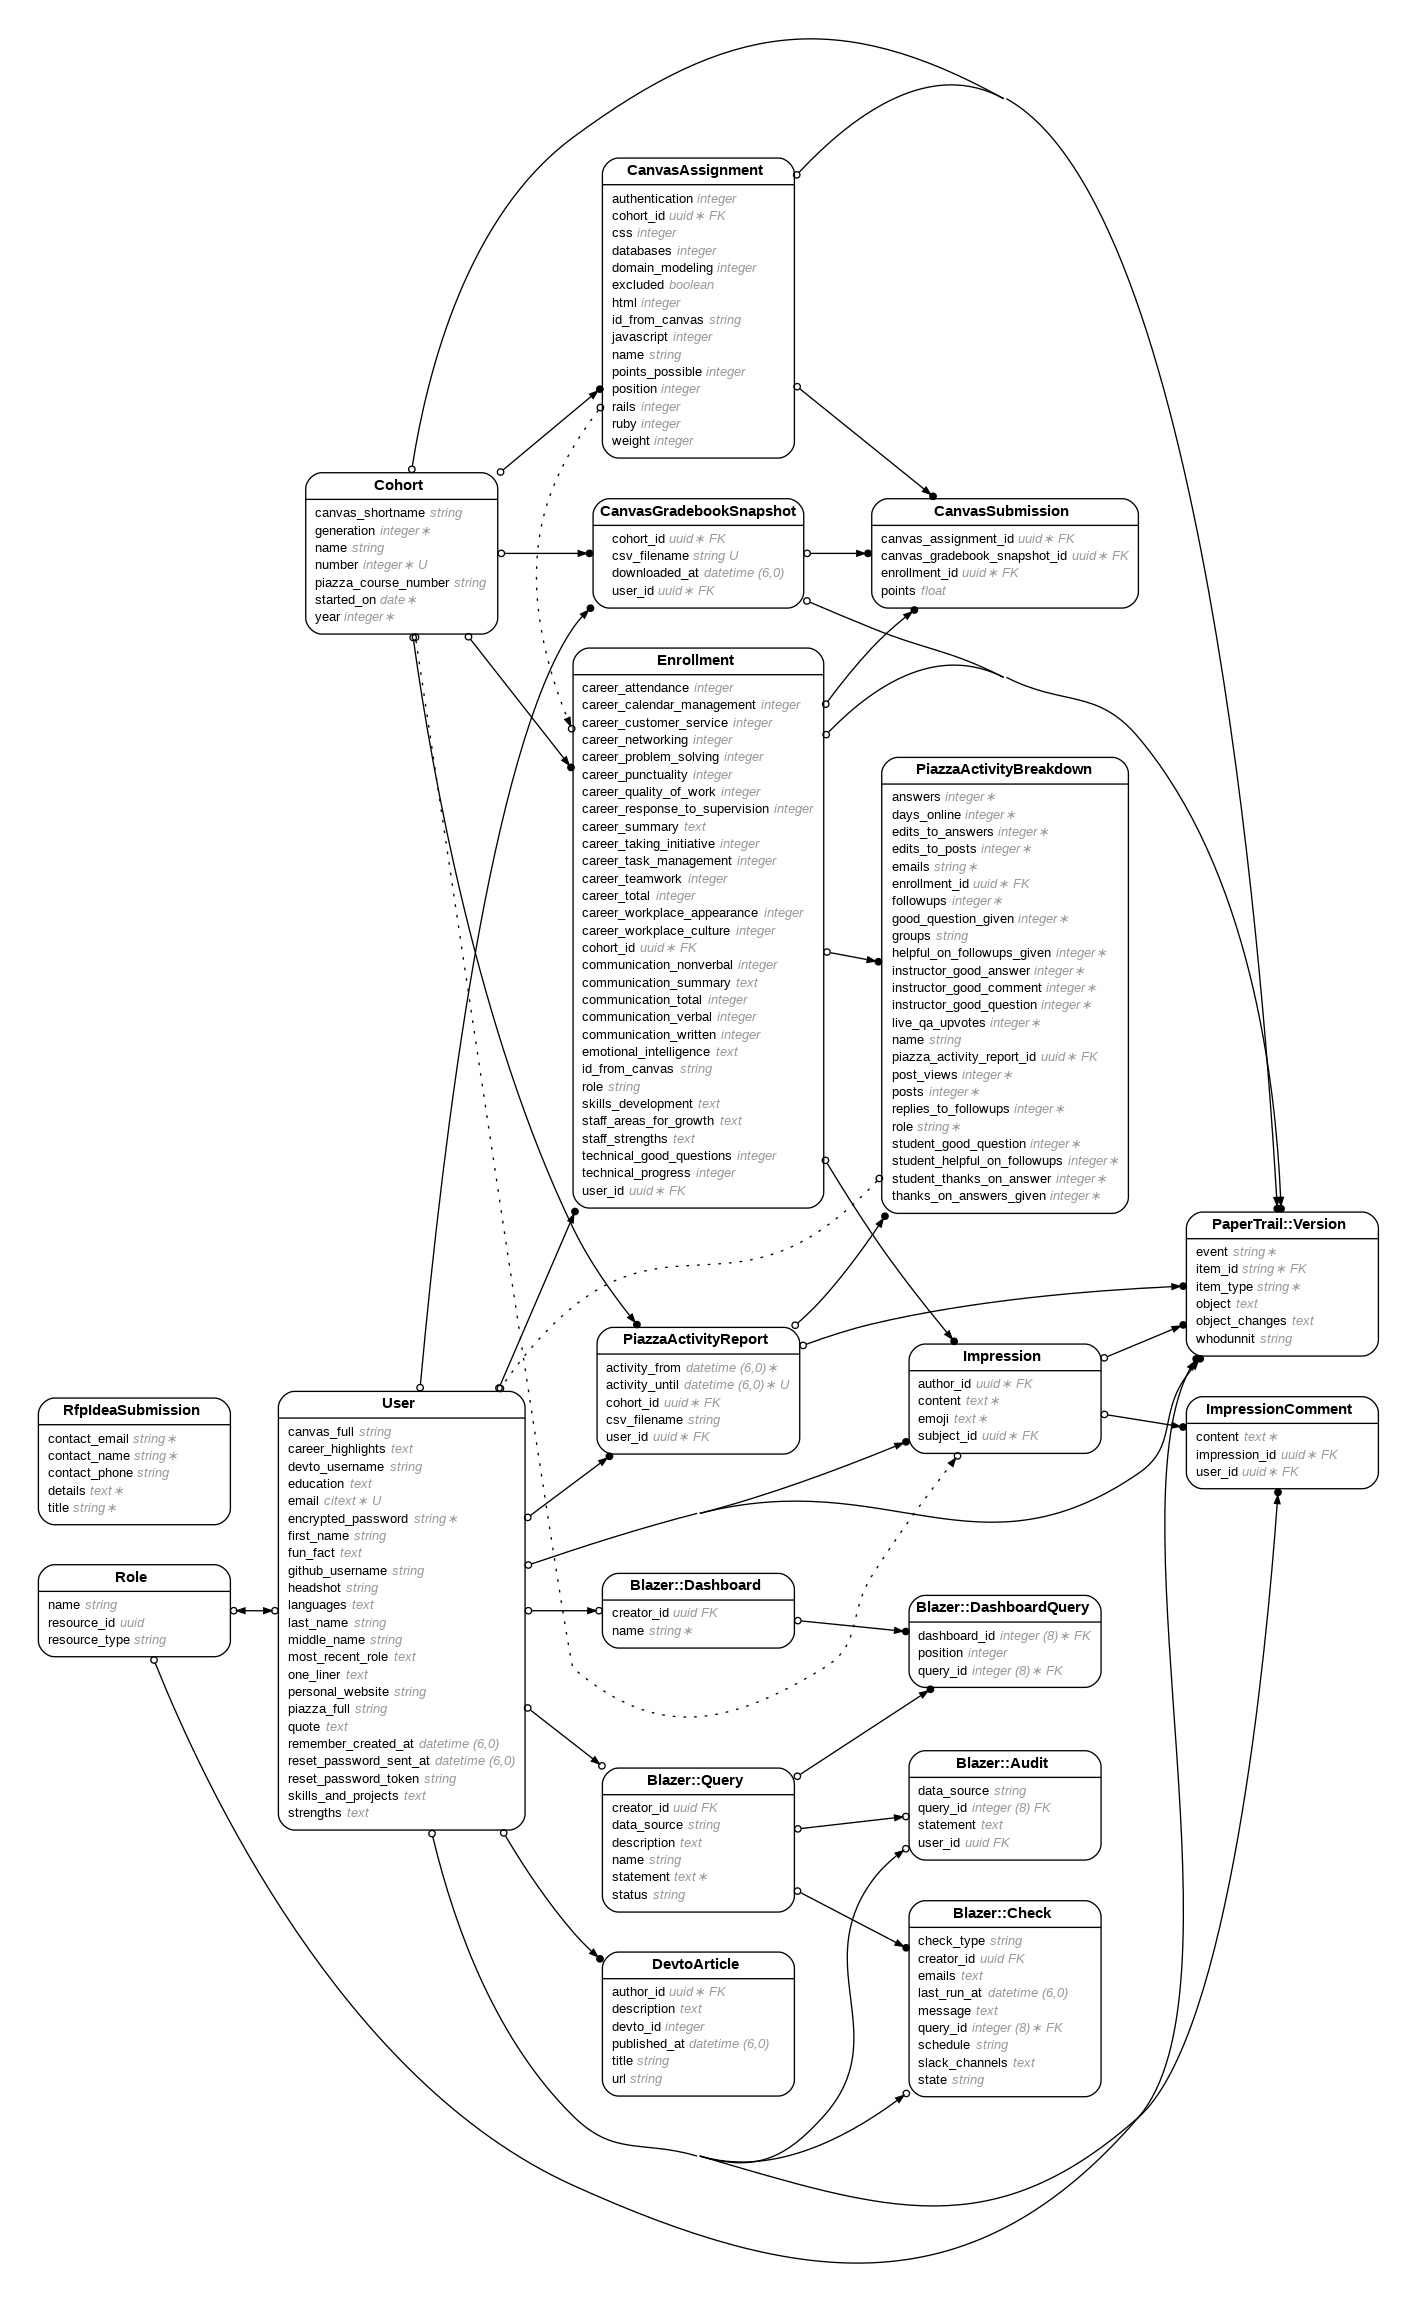 CanvasAssignment
authentication integer
cohort_id uuid∗ FK
css integer
databases integer
domain_modeling integer
excluded boolean
html integer
id_from_canvas string
javascript integer
name string
points_possible integer
position integer
rails integer
ruby integer
weight integer
Cohort
canvas_shortname string
generation integer∗
name string
number integer∗ U
piazza_course_number string
started_on date∗
year integer∗
CanvasGradebookSnapshot
cohort_id uuid∗ FK
csv_filename string U
downloaded_at datetime (6,0)
user_id uuid∗ FK
CanvasSubmission
canvas_assignment_id uuid∗ FK
canvas_gradebook_snapshot_id uuid∗ FK
enrollment_id uuid∗ FK
points float
Enrollment
career_attendance integer
career_calendar_management integer
career_customer_service integer
career_networking integer
career_problem_solving integer
career_punctuality integer
career_quality_of_work integer
career_response_to_supervision integer
career_summary text
career_taking_initiative integer
career_task_management integer
career_teamwork integer
career_total integer
career_workplace_appearance integer
career_workplace_culture integer
cohort_id uuid∗ FK
communication_nonverbal integer
communication_summary text
communication_total integer
communication_verbal integer
communication_written integer
emotional_intelligence text
id_from_canvas string
role string
skills_development text
staff_areas_for_growth text
staff_strengths text
technical_good_questions integer
technical_progress integer
user_id uuid∗ FK
PiazzaActivityBreakdown
answers integer∗
days_online integer∗
edits_to_answers integer∗
edits_to_posts integer∗
emails string∗
enrollment_id uuid∗ FK
followups integer∗
good_question_given integer∗
groups string
helpful_on_followups_given integer∗
instructor_good_answer integer∗
instructor_good_comment integer∗
instructor_good_question integer∗
live_qa_upvotes integer∗
name string
piazza_activity_report_id uuid∗ FK
post_views integer∗
posts integer∗
replies_to_followups integer∗
role string∗
student_good_question integer∗
student_helpful_on_followups integer∗
student_thanks_on_answer integer∗
thanks_on_answers_given integer∗
PaperTrail::Version
event string∗
item_id string∗ FK
item_type string∗
object text
object_changes text
whodunnit string
PiazzaActivityReport
activity_from datetime (6,0)∗
activity_until datetime (6,0)∗ U
cohort_id uuid∗ FK
csv_filename string
user_id uuid∗ FK
Impression
author_id uuid∗ FK
content text∗
emoji text∗
subject_id uuid∗ FK
ImpressionComment
content text∗
impression_id uuid∗ FK
user_id uuid∗ FK
RfpIdeaSubmission
contact_email string∗
contact_name string∗
contact_phone string
details text∗
title string∗
User
canvas_full string
career_highlights text
devto_username string
education text
email citext∗ U
encrypted_password string∗
first_name string
fun_fact text
github_username string
headshot string
languages text
last_name string
middle_name string
most_recent_role text
one_liner text
personal_website string
piazza_full string
quote text
remember_created_at datetime (6,0)
reset_password_sent_at datetime (6,0)
reset_password_token string
skills_and_projects text
strengths text
Role
name string
resource_id uuid
resource_type string
Blazer::Dashboard
creator_id uuid FK
name string∗
Blazer::DashboardQuery
dashboard_id integer (8)∗ FK
position integer
query_id integer (8)∗ FK
Blazer::Query
creator_id uuid FK
data_source string
description text
name string
statement text∗
status string
Blazer::Audit
data_source string
query_id integer (8) FK
statement text
user_id uuid FK
Blazer::Check
check_type string
creator_id uuid FK
emails text
last_run_at datetime (6,0)
message text
query_id integer (8)∗ FK
schedule string
slack_channels text
state string
DevtoArticle
author_id uuid∗ FK
description text
devto_id integer
published_at datetime (6,0)
title string
url string